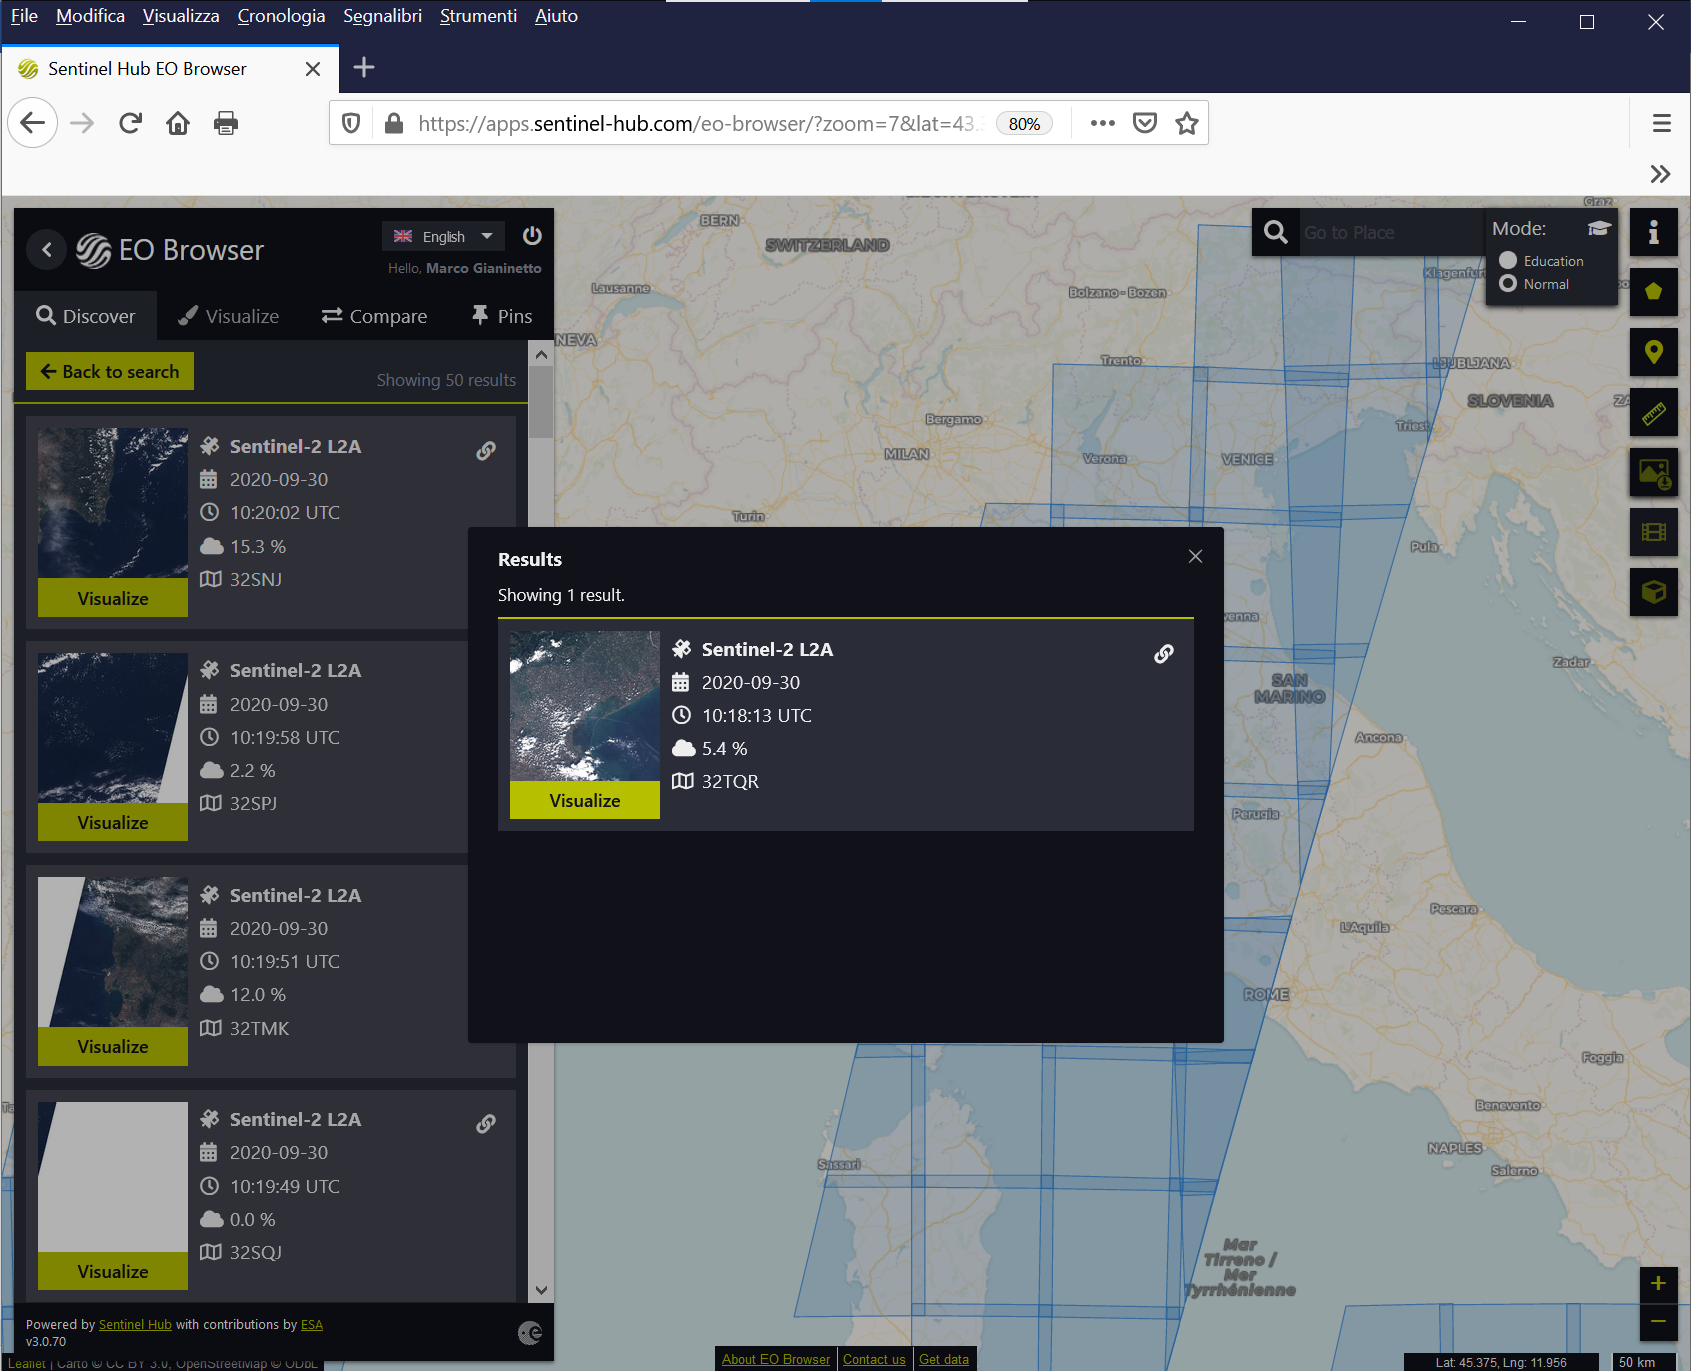 File Modifica Visualizza Cronologia Segnalibri Strumenti Aiuto
Sentinel Hub EO Browser
https://apps.sentinel-hub.com/eo-browser/?zoom=7&lat=43.
80%
EO Browser
English
Hello, Marco Gianinetto
Discover Visualize Compare Pins
Back to search
Showing 50 results
Sentinel-2 L2A
2020-09-30
10:20:02 UTC
15.3 %
32SNJ
Visualize
Sentinel-2 L2A
2020-09-30
10:19:58 UTC
2.2 %
32SPJ
Visualize
Sentinel-2 L2A
2020-09-30
10:19:51 UTC
12.0 %
32TMK
Visualize
Sentinel-2 L2A
2020-09-30
10:19:49 UTC
0.0 %
32SQJ
Visualize
Powered by Sentinel Hub with contributions by ESA
v3.0.70
Leaflet | Carto © CC BY 3.0, OpenStreetMap © ODbL
Results
Showing 1 result.
Sentinel-2 L2A
2020-09-30
10:18:13 UTC
5.4 %
32TQR
Visualize
Go to Place
Mode:
Education
Normal
BERN
SWITZERLAND
Lausanne
NEVA
Bolzano - Bozen
Klagenfur
Graz
Trento
LJUBLJANA
SLOVENIA
ZA
Bergamo
MILAN
Verona
VENICE
Triest
Turin
Pula
enna
Zadar
SAN
MARINO
Ancona
Perugia
Pescara
L'Aquila
ROME
Foggia
Benevento
NAPLES
Salerno
Sassari
Mar
Tirreno /
Mer
Tyrrhénienne
About EO Browser Contact us Get data
Lat: 45.375, Lng: 11.956
50 km